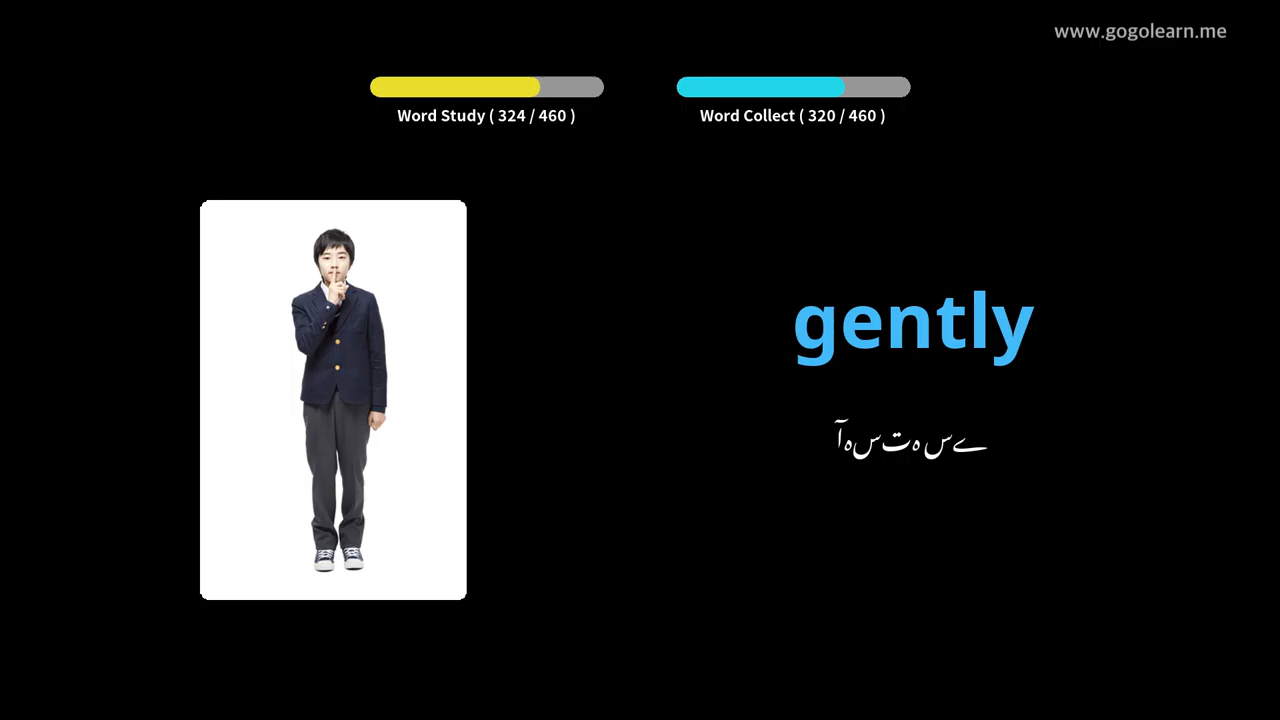 www.gogolearn.me
Word Study ( 324 / 460 )
Word Collect ( 320 / 460 )
gently
آہستہ سے